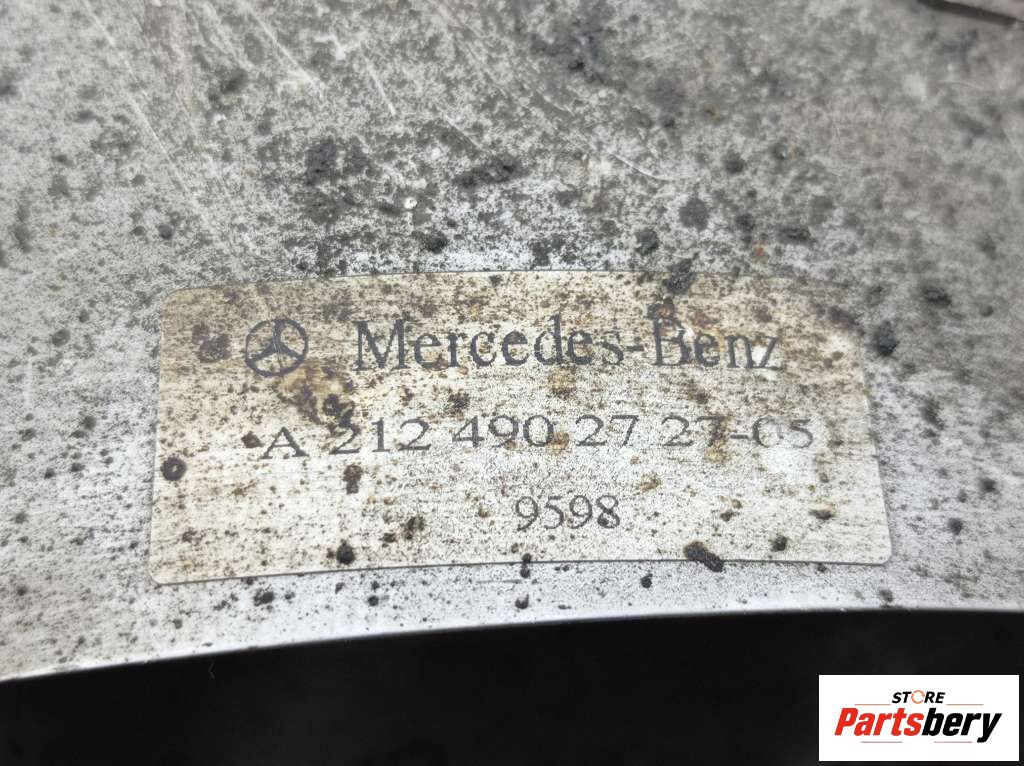 Mercedes-Benz
A 212 490 27 27-05
9598
STORE
Partsbery